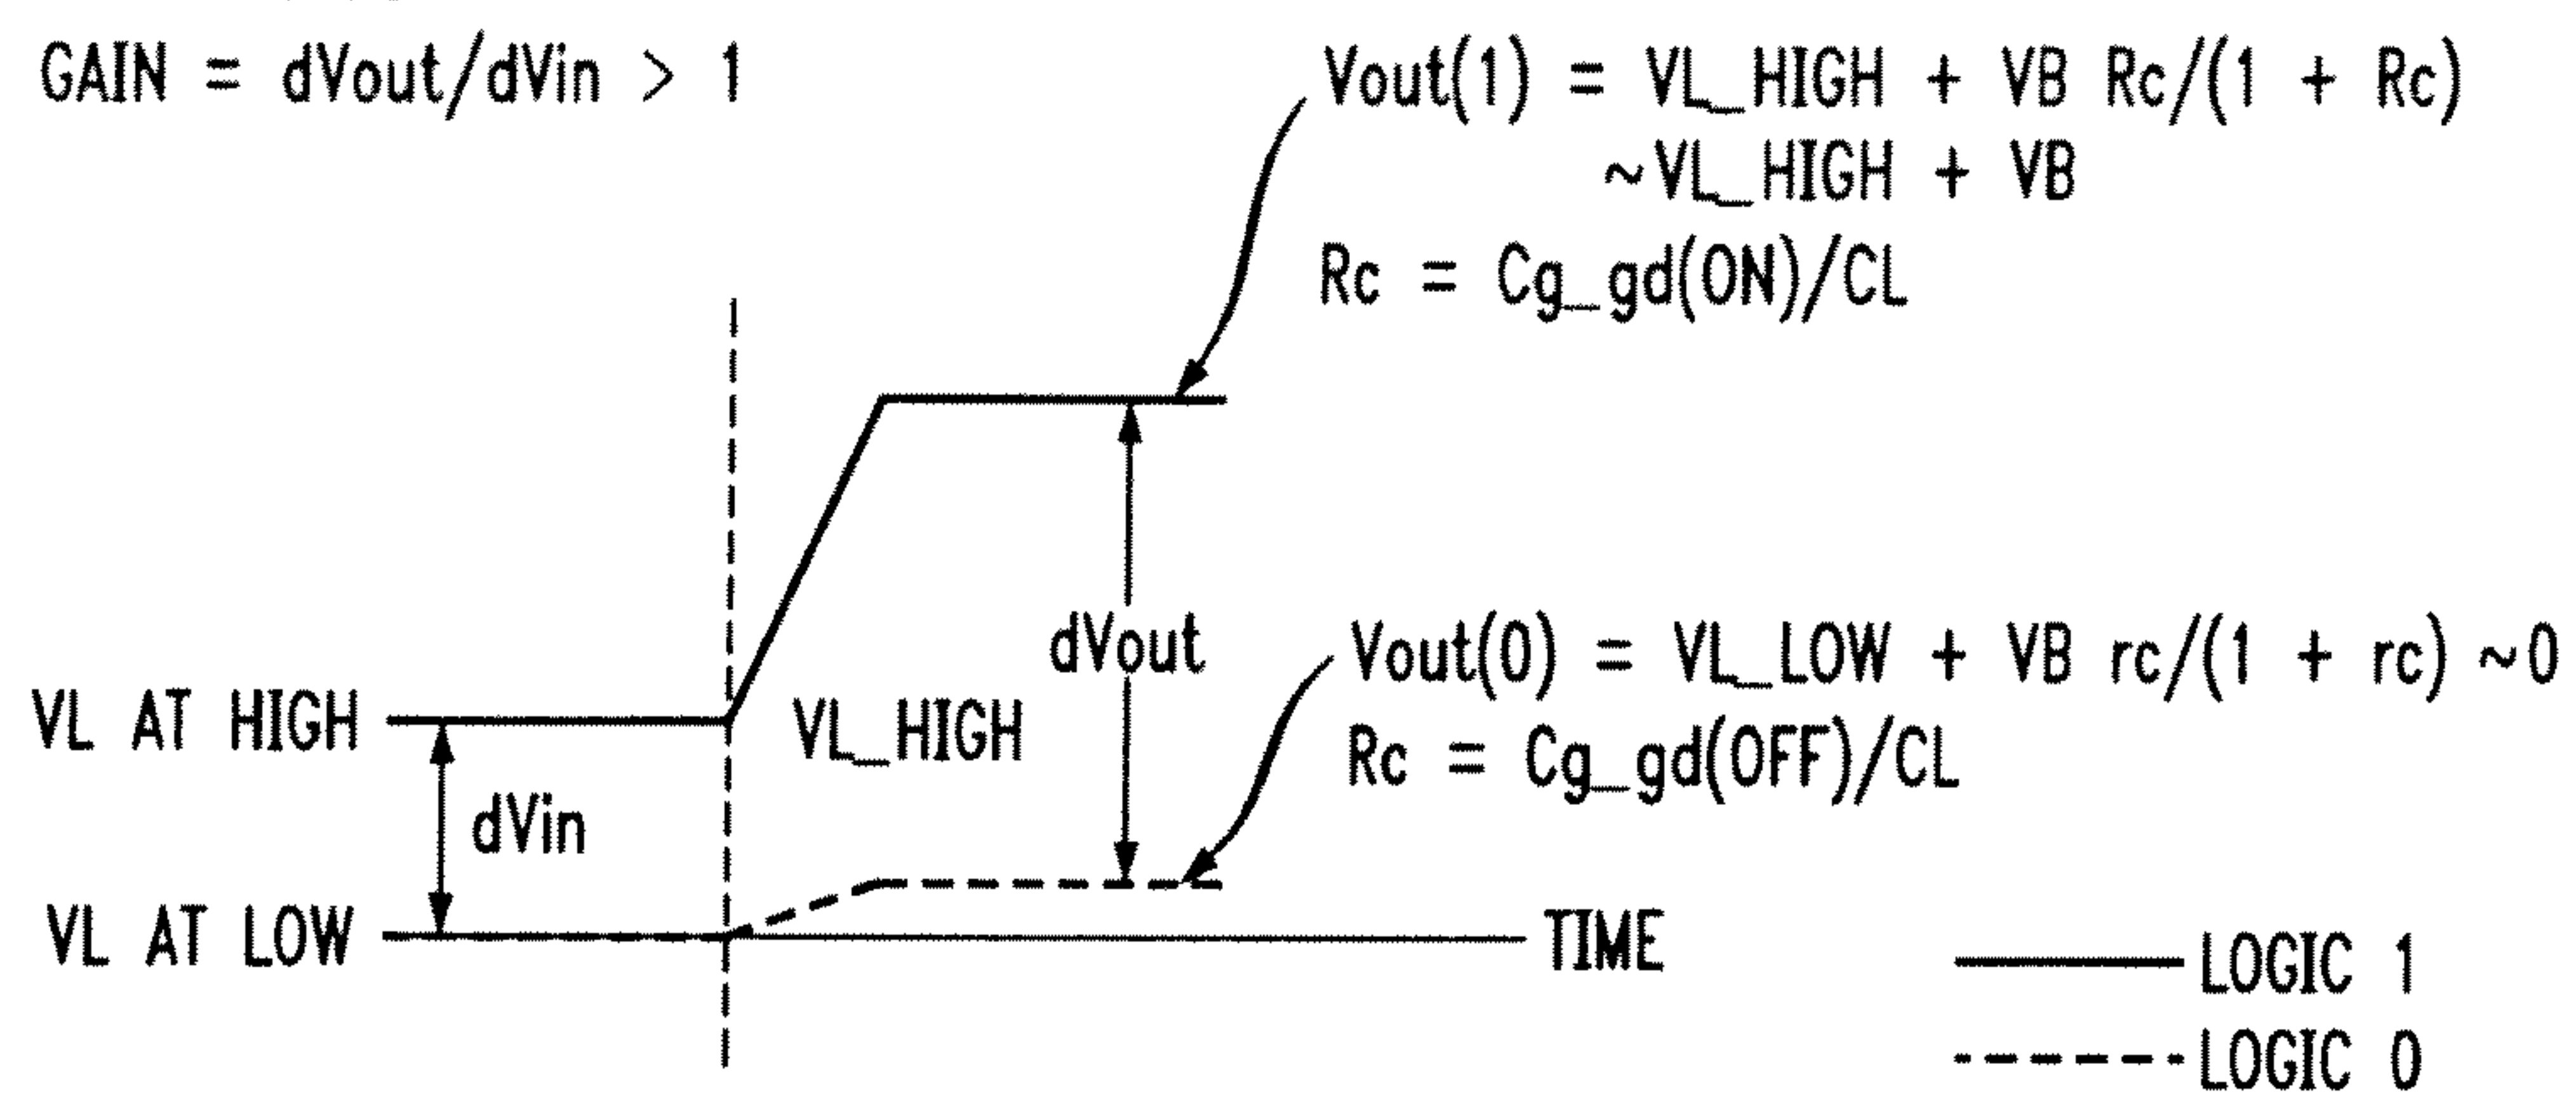 GAIN = dVout/dVin > 1
Vout(1) = VL_HIGH + VB Rc/(1 + Rc)
~VL_HIGH + VB
Rc = Cg_gd(ON)/CL
dVout
Vout(0) = VL_LOW + VB rc/(1 + rc) ~0
Rc = Cg_gd(OFF)/CL
VL AT HIGH
VL_HIGH
dVin
VL AT LOW
TIME
LOGIC 1
LOGIC 0